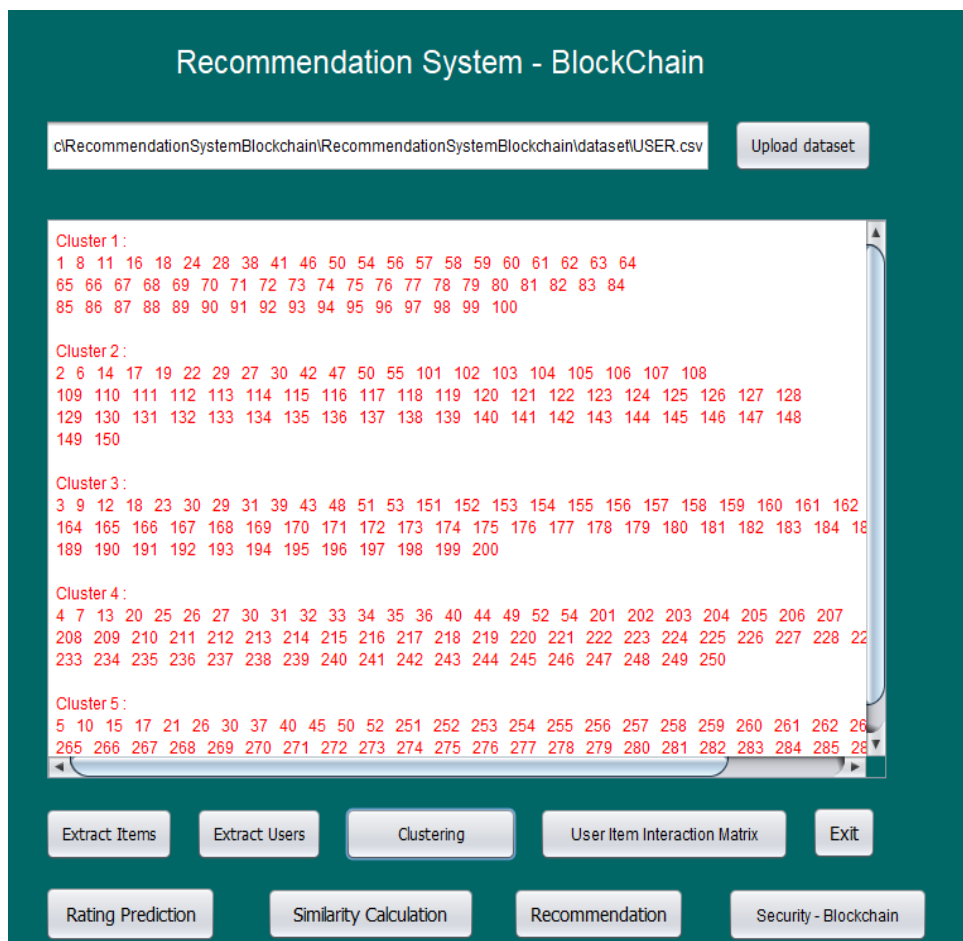 Recommendation System - BlockChain
c\RecommendationSystemBlockchain\RecommendationSystemBlockchain\dataset\USER.csv
Upload dataset
Cluster 1 :
1 8 11 16 18 24 28 38 41 46 50 54 56 57 58 59 60 61 62 63 64
65 66 67 68 69 70 71 72 73 74 75 76 77 78 79 80 81 82 83 84
85 86 87 88 89 90 91 92 93 94 95 96 97 98 99 100
Cluster 2 :
2 6 14 17 19 22 29 27 30 42 47 50 55 101 102 103 104 105 106 107 108
109 110 111 112 113 114 115 116 117 118 119 120 121 122 123 124 125 126 127 128
129 130 131 132 133 134 135 136 137 138 139 140 141 142 143 144 145 146 147 148
149 150
Cluster 3 :
3 9 12 18 23 30 29 31 39 43 48 51 53 151 152 153 154 155 156 157 158 159 160 161 162
164 165 166 167 168 169 170 171 172 173 174 175 176 177 178 179 180 181 182 183 184 18
189 190 191 192 193 194 195 196 197 198 199 200
Cluster 4 :
4 7 13 20 25 26 27 30 31 32 33 34 35 36 40 44 49 52 54 201 202 203 204 205 206 207
208 209 210 211 212 213 214 215 216 217 218 219 220 221 222 223 224 225 226 227 228 22
233 234 235 236 237 238 239 240 241 242 243 244 245 246 247 248 249 250
Cluster 5 :
5 10 15 17 21 26 30 37 40 45 50 52 251 252 253 254 255 256 257 258 259 260 261 262 26
265 266 267 268 269 270 271 272 273 274 275 276 277 278 279 280 281 282 283 284 285 28
Extract Items
Extract Users
Clustering
User Item Interaction Matrix
Exit
Rating Prediction
Similarity Calculation
Recommendation
Security - Blockchain